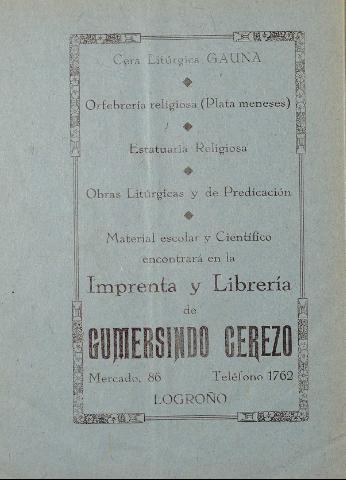 Cera Litúrgica GAUNA
Orfebrería religiosa (Plata meneses)
Estatuaria Religiosa
Obras Litúrgicas y de Predicación
Material escolar y Científico
encontrará en la
Imprenta y Librería
de
GUMERSINDO CEREZO
Mercado, 86 Teléfono 1762
LOGROÑO